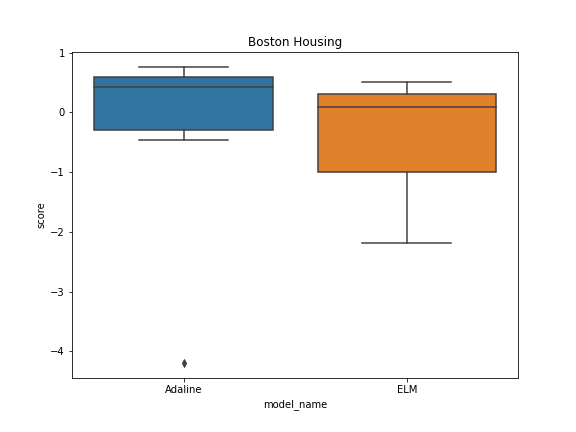 Boston Housing
1
0
−1
−2
−3
−4
score
Adaline
ELM
model_name